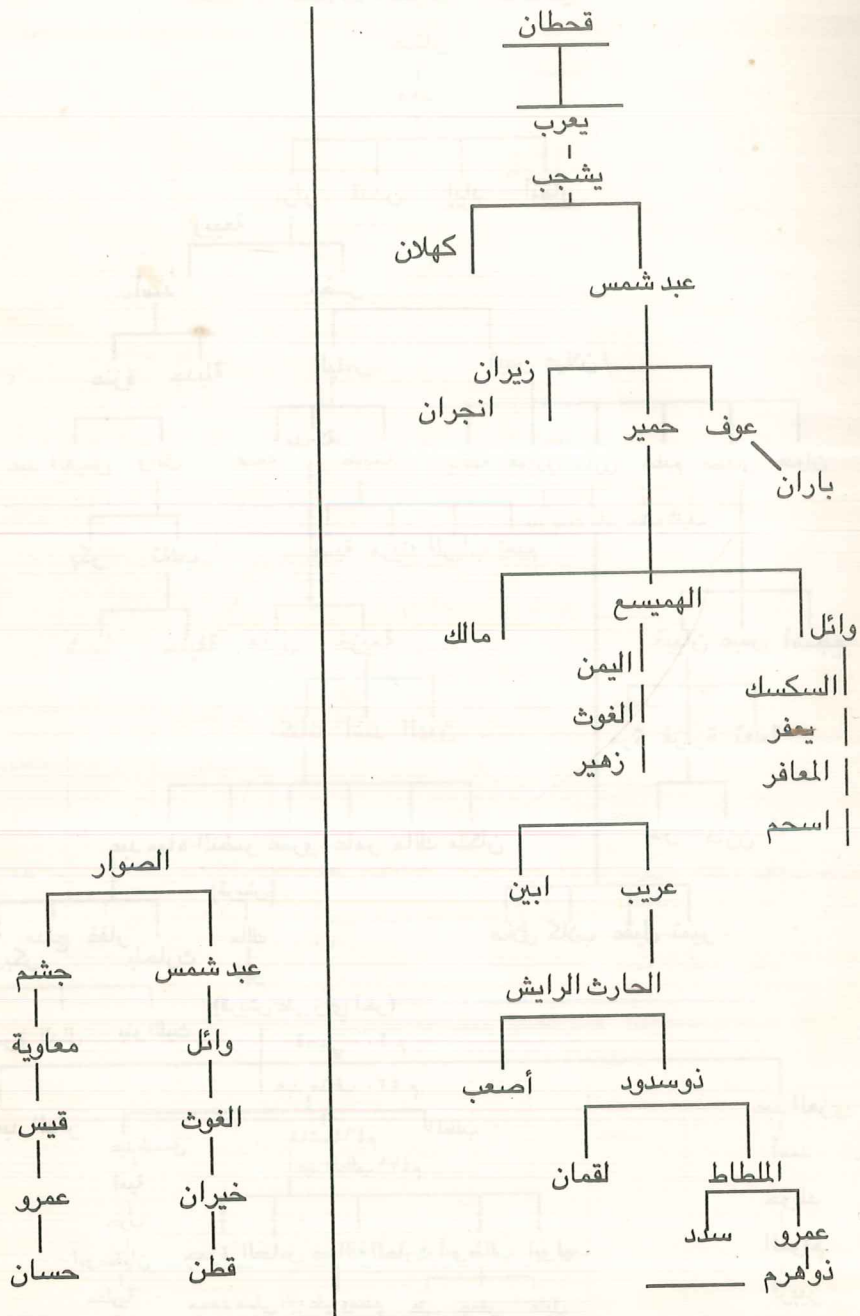 قحطان
يعرب
يشجب
كهلان
عبد شمس
زيران
انجران
حمير
عوف
باران
وائل
الهميسع
مالك
السكسك
اليمن
يعفر
الغوث
المعافر
زهير
اسحم
عريب
ابين
الحارث الرايش
ذوسدود
أصعب
الملطاط
لقمان
عمرو
سدد
ذوهرم
الصوار
عبد شمس
جشم
وائل
معاوية
الغوث
قيس
خيران
عمرو
قطن
حسان